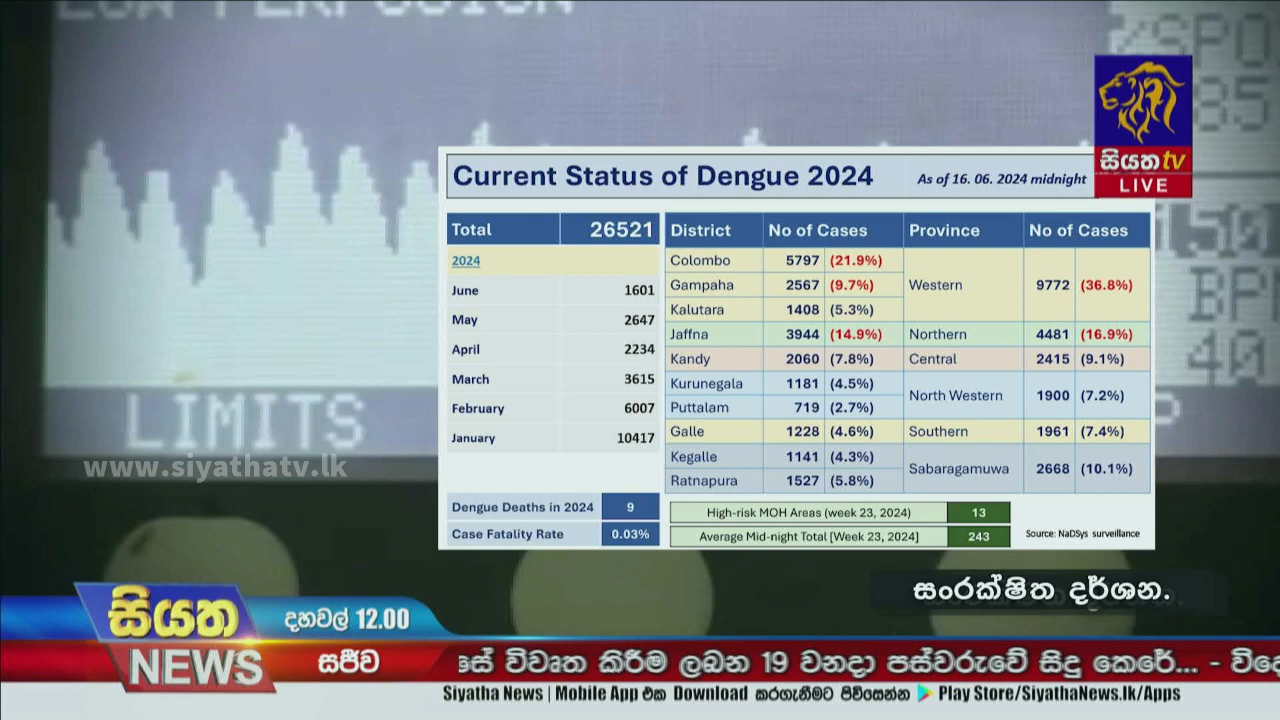 LOW PERFUSION
%SPO
85
150
BP
40
LIMITS
www.siyathatv.lk
සියත tv
LIVE
Current Status of Dengue 2024 As of 16. 06. 2024 midnight
Total 26521
2024
June 1601
May 2647
April 2234
March 3615
February 6007
January 10417
Dengue Deaths in 2024 9
Case Fatality Rate 0.03%
District No of Cases Province No of Cases
Colombo 5797 (21.9%)
Gampaha 2567 (9.7%) Western 9772 (36.8%)
Kalutara 1408 (5.3%)
Jaffna 3944 (14.9%) Northern 4481 (16.9%)
Kandy 2060 (7.8%) Central 2415 (9.1%)
Kurunegala 1181 (4.5%) North Western 1900 (7.2%)
Puttalam 719 (2.7%)
Galle 1228 (4.6%) Southern 1961 (7.4%)
Kegalle 1141 (4.3%) Sabaragamuwa 2668 (10.1%)
Ratnapura 1527 (5.8%)
High-risk MOH Areas (week 23, 2024) 13
Average Mid-night Total [Week 23, 2024] 243
Source: NaDSys surveillance
සංරක්ෂිත දර්ශන.
සියත NEWS
දහවල් 12.00
සජීව
සේ විවෘත කිරීම ලබන 19 වනදා පස්වරුවේ සිදු කෙරේ... -
Siyatha News | Mobile App එක Download කරගැනීමට පිවිසෙන්න Play Store/SiyathaNews.lk/Apps